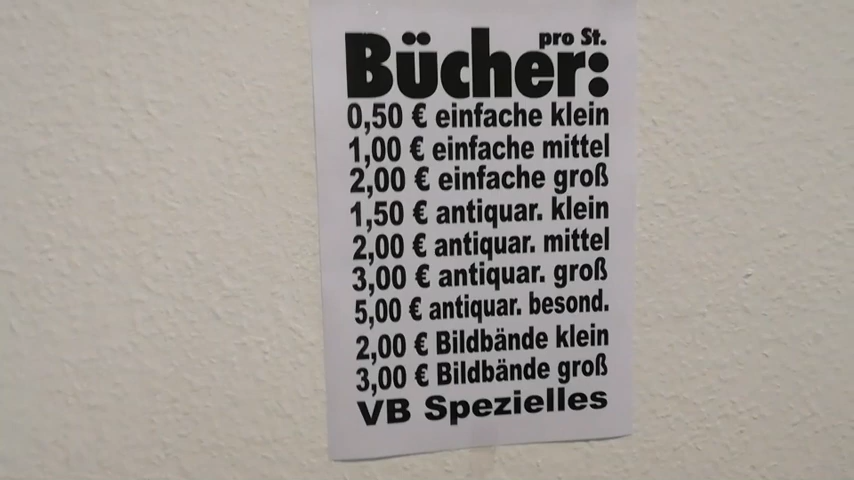 pro St.
Bücher:
0,50 € einfache klein
1,00 € einfache mittel
2,00 € einfache groß
1,50 € antiquar. klein
2,00 € antiquar. mittel
3,00 € antiquar. groß
5,00 € antiquar. besond.
2,00 € Bildbände klein
3,00 € Bildbände groß
VB Spezielles